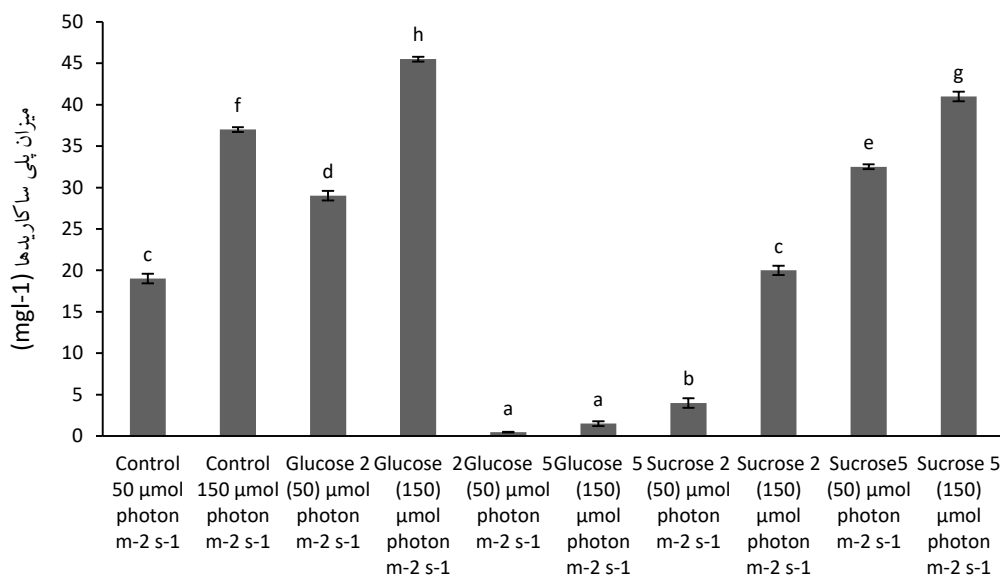 میزان پلی ساکاریدها (mgl-1)
50
45
40
35
30
25
20
15
10
5
0
c
f
d
h
a
a
b
c
e
g
Control
50 µmol
photon
m-2 s-1
Control
150 µmol
photon
m-2 s-1
Glucose 2
(50) µmol
photon
m-2 s-1
Glucose 2
(150)
µmol
photon
m-2 s-1
Glucose 5
(50) µmol
photon
m-2 s-1
Glucose 5
(150)
µmol
photon
m-2 s-1
Sucrose 2
(50) µmol
photon
m-2 s-1
Sucrose 2
(150)
µmol
photon
m-2 s-1
Sucrose5
(50) µmol
photon
m-2 s-1
Sucrose 5
(150)
µmol
photon
m-2 s-1